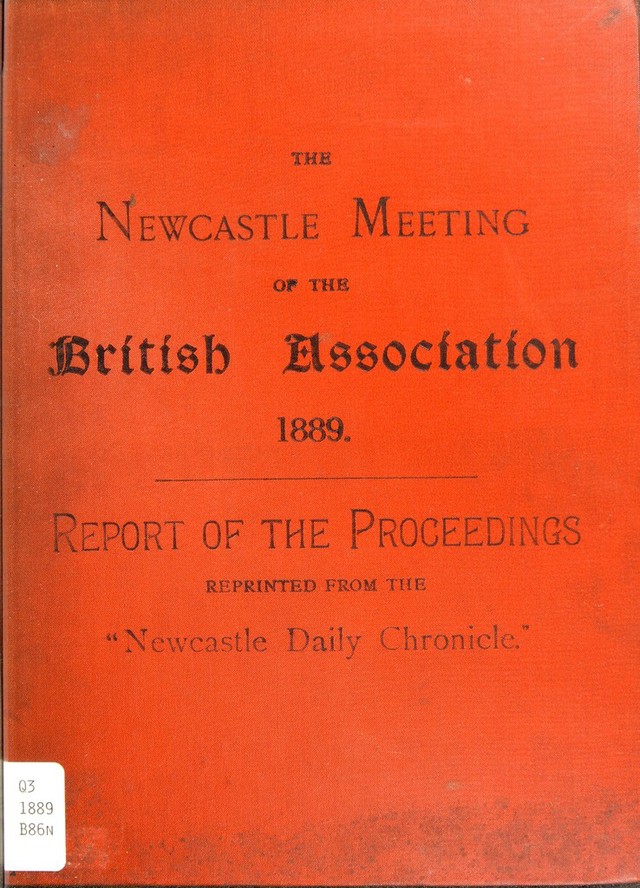 THE
NEWCASTLE MEETING
OF THE
British Association
1889.
REPORT OF THE PROCEEDINGS
REPRINTED FROM THE
“Newcastle Daily Chronicle.”
Q3
1889
B86N